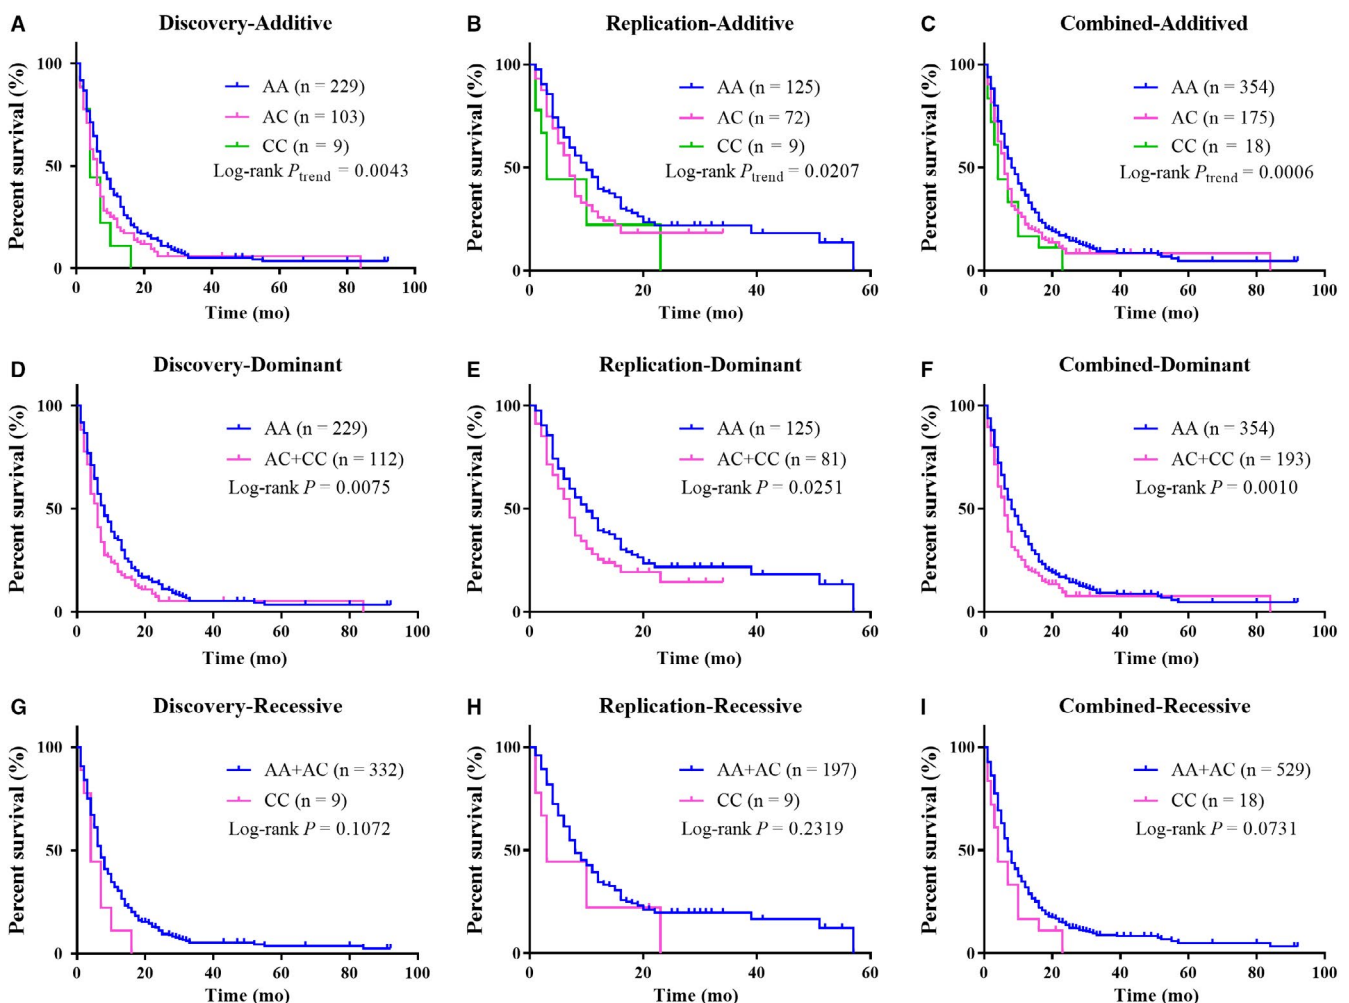 A Discovery-Additive
Percent survival (%)
100
50
0
AA (n = 229)
AC (n = 103)
CC (n = 9)
Log-rank Ptrend = 0.0043
0 20 40 60 80 100
Time (mo)
B Replication-Additive
Percent survival (%)
100
50
0
AA (n = 125)
AC (n = 72)
CC (n = 9)
Log-rank Ptrend = 0.0207
0 20 40 60
Time (mo)
C Combined-Additived
Percent survival (%)
100
50
0
AA (n = 354)
AC (n = 175)
CC (n = 18)
Log-rank Ptrend = 0.0006
0 20 40 60 80 100
Time (mo)
D Discovery-Dominant
Percent survival (%)
100
50
0
AA (n = 229)
AC+CC (n = 112)
Log-rank P = 0.0075
0 20 40 60 80 100
Time (mo)
E Replication-Dominant
Percent survival (%)
100
50
0
AA (n = 125)
AC+CC (n = 81)
Log-rank P = 0.0251
0 20 40 60
Time (mo)
F Combined-Dominant
Percent survival (%)
100
50
0
AA (n = 354)
AC+CC (n = 193)
Log-rank P = 0.0010
0 20 40 60 80 100
Time (mo)
G Discovery-Recessive
Percent survival (%)
100
50
0
AA+AC (n = 332)
CC (n = 9)
Log-rank P = 0.1072
0 20 40 60 80 100
Time (mo)
H Replication-Recessive
Percent survival (%)
100
50
0
AA+AC (n = 197)
CC (n = 9)
Log-rank P = 0.2319
0 20 40 60
Time (mo)
I Combined-Recessive
Percent survival (%)
100
50
0
AA+AC (n = 529)
CC (n = 18)
Log-rank P = 0.0731
0 20 40 60 80 100
Time (mo)